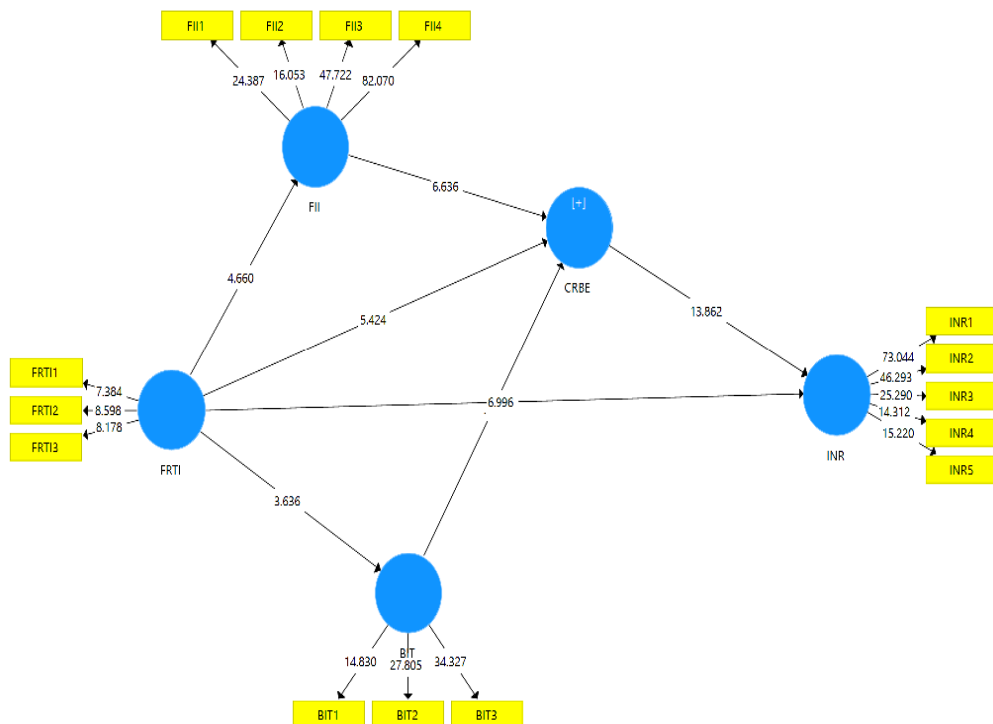 FII1 FII2 FII3 FII4
24.387 16.053 47.722 82.070
FII
6.636
[+]
CRBE
4.660
5.424
13.862
FRTI1
FRTI2
FRTI3
7.384
8.598
8.178
FRTI
6.996
73.044
46.293
25.290
14.312
15.220
INR1
INR2
INR3
INR4
INR5
INR
3.636
BIT
14.830 27.805 34.327
BIT1 BIT2 BIT3